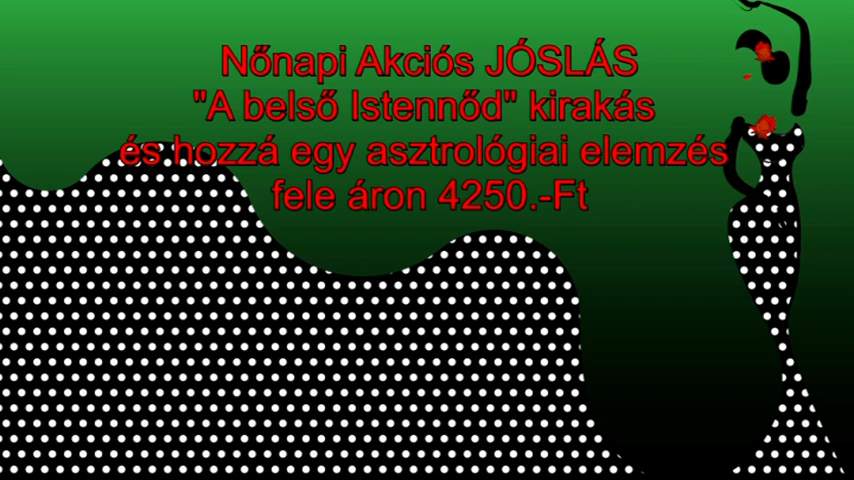 Nőnapi Akciós JÓSLÁS
"A belső Istennőd" kirakás
és hozzá egy asztrológiai elemzés
fele áron 4250.-Ft